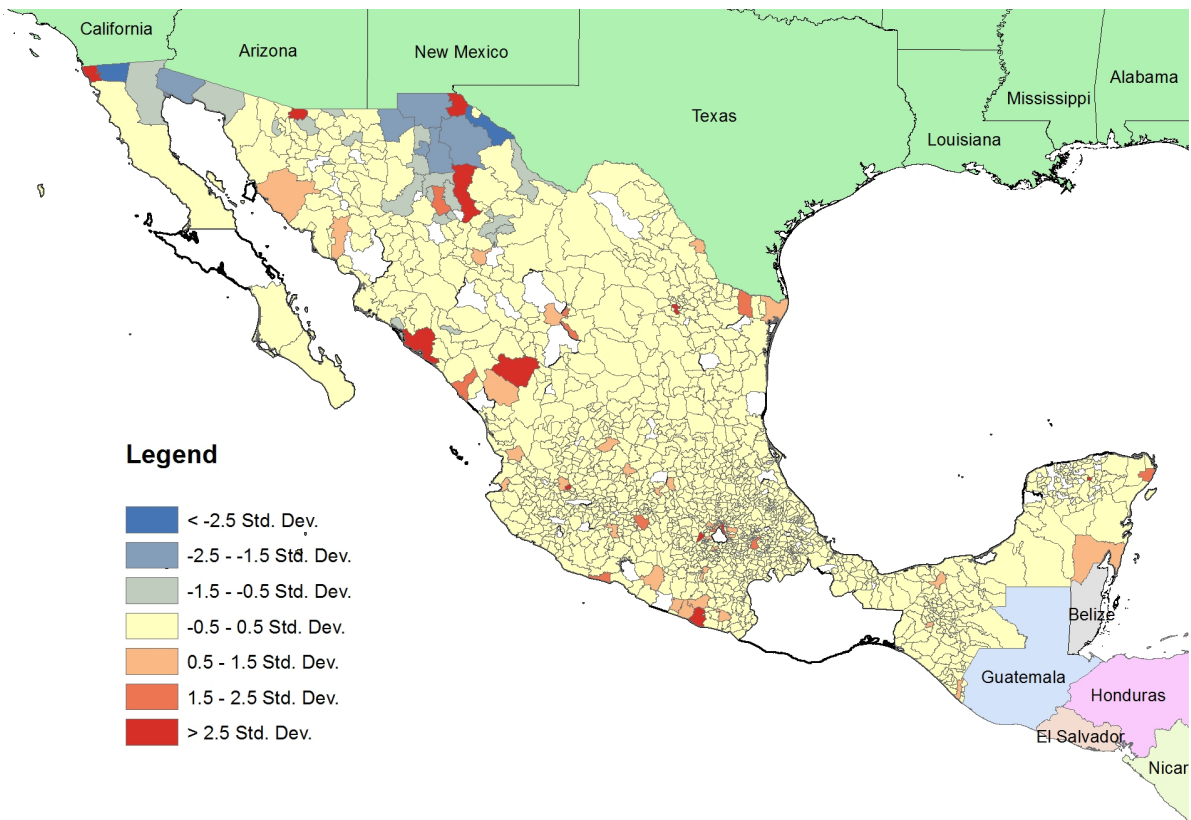 California
Arizona
New Mexico
Texas
Alabama
Mississippi
Louisiana
Legend
< -2.5 Std. Dev.
-2.5 - -1.5 Std. Dev.
-1.5 - -0.5 Std. Dev.
-0.5 - 0.5 Std. Dev.
0.5 - 1.5 Std. Dev.
1.5 - 2.5 Std. Dev.
> 2.5 Std. Dev.
Belize
Guatemala
Honduras
El Salvador
Nicar